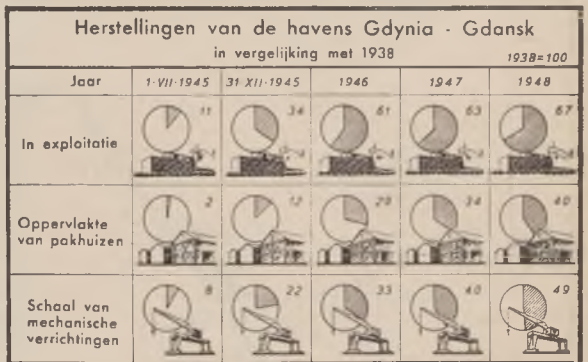 Herstellingen van de havens Gdynia - Gdansk
in vergelijking met 1938
1938=100
Jaar 1·VII·1945 31·XII·1945 1946 1947 1948
In exploitatie 11 34 61 63 67
Oppervlakte
van pakhuizen 2 12 29 34 40
Schaal van
mechanische
verrichtingen 8 22 33 40 49